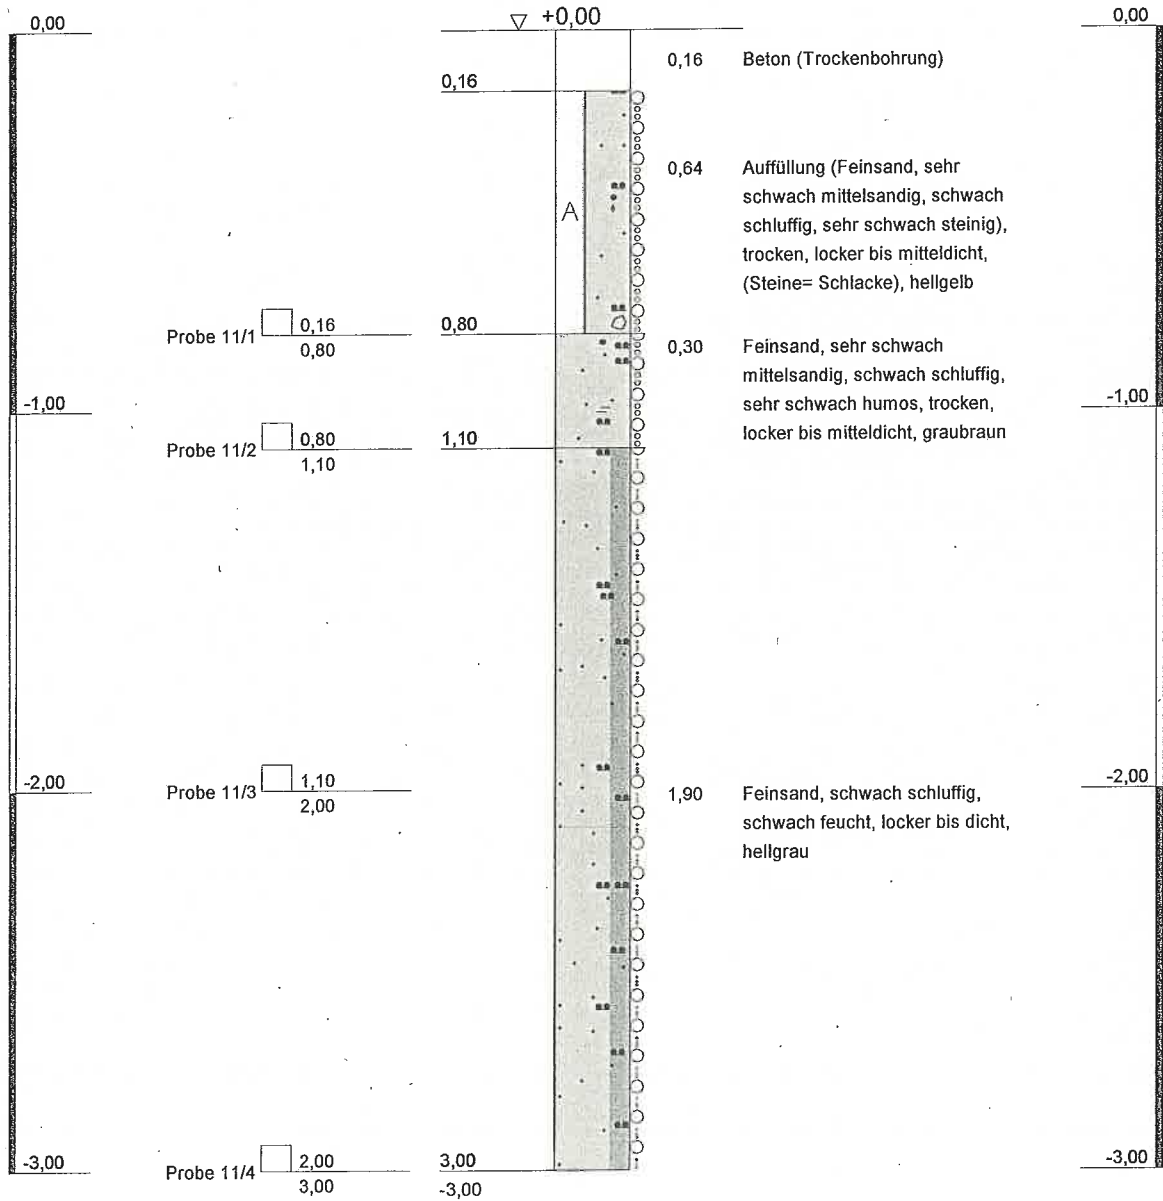 0,00
+0,00
0,00
0,16 Beton (Trockenbohrung)
0,16
0,64 Auffüllung (Feinsand, sehr
schwach mittelsandig, schwach
schluffig, sehr schwach steinig),
trocken, locker bis mitteldicht,
(Steine= Schlacke), hellgelb
A
Probe 11/1 0,16
0,80
0,80
0,30 Feinsand, sehr schwach
mittelsandig, schwach schluffig,
sehr schwach humos, trocken,
locker bis mitteldicht, graubraun
-1,00
-1,00
Probe 11/2 0,80
1,10
1,10
-2,00
-2,00
Probe 11/3 1,10
2,00
1,90 Feinsand, schwach schluffig,
schwach feucht, locker bis dicht,
hellgrau
-3,00
-3,00
Probe 11/4 2,00
3,00
3,00
-3,00